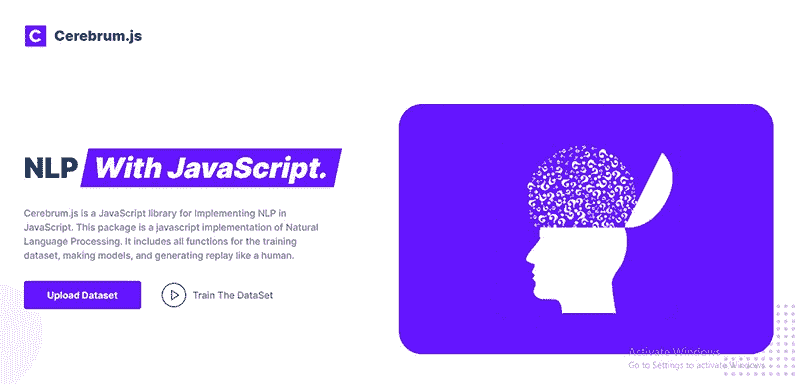 C Cerebrum.js
NLP With JavaScript.
Cerebrum.js is a JavaScript library for Implementing NLP in
JavaScript. This package is a javascript implementation of Natural
Language Processing. It includes all functions for the training
dataset, making models, and generating replay like a human.
Upload Dataset
Train The DataSet
Activate Windows
Go to Settings to activate Windows.